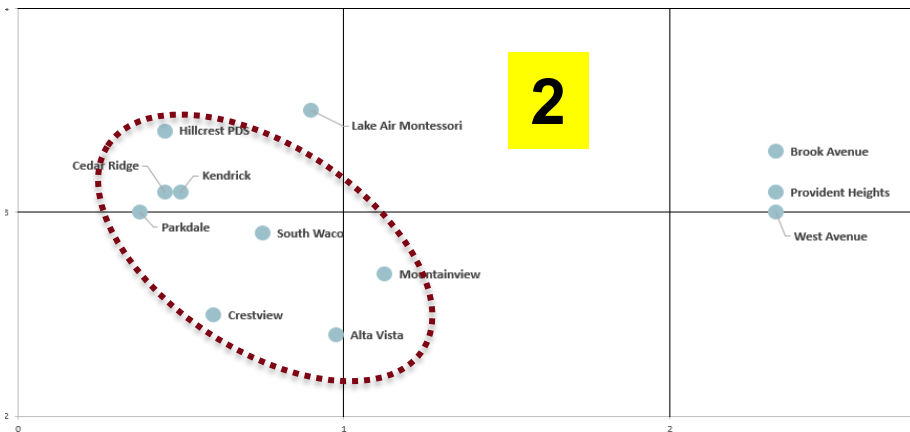 2
Lake Air Montessori
Hillcrest PDS
Brook Avenue
Cedar Ridge
Kendrick
Provident Heights
3
Parkdale
South Waco
West Avenue
Mountainview
Crestview
Alta Vista
2
0
1
2